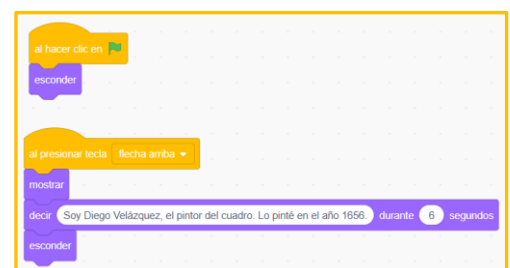 al hacer clic en
esconder
al presionar tecla flecha arriba
mostrar
decir Soy Diego Velázquez, el pintor del cuadro. Lo pinté en el año 1656. durante 6 segundos
esconder